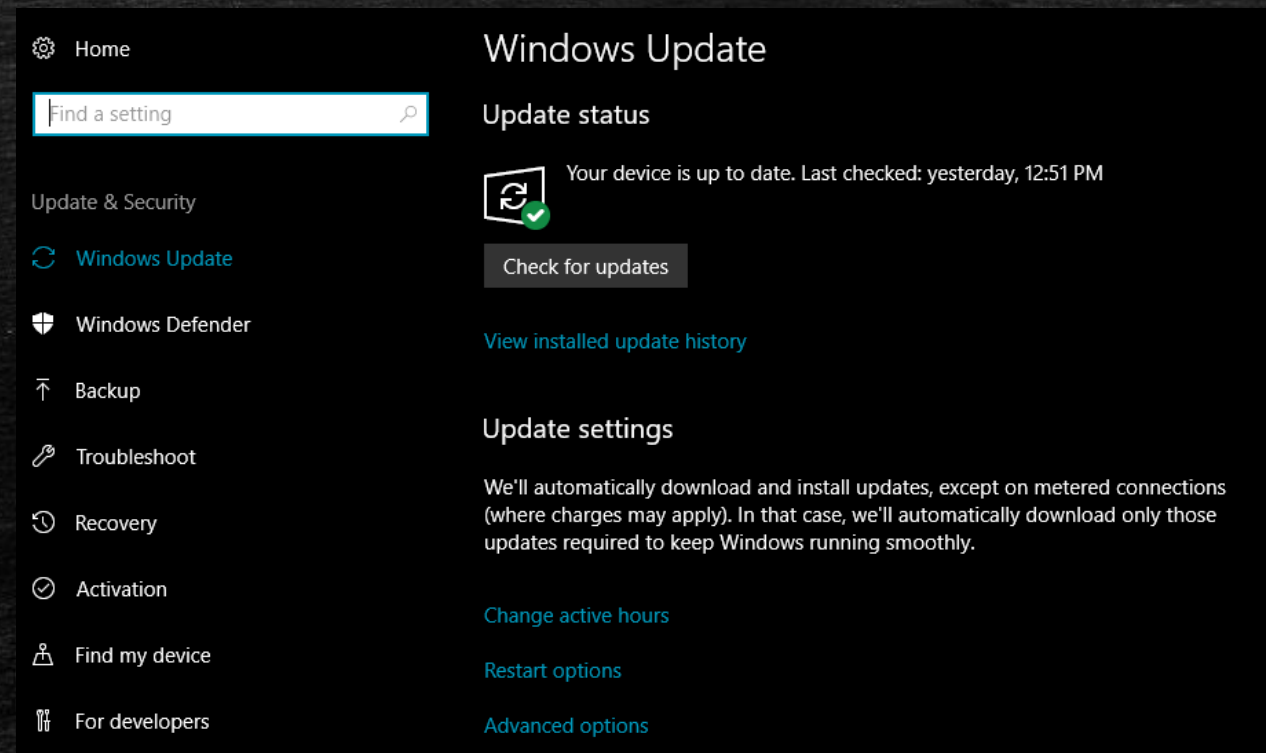 Home
Find a setting
Update & Security
Windows Update
Windows Defender
Backup
Troubleshoot
Recovery
Activation
Find my device
For developers
Windows Update
Update status
Your device is up to date. Last checked: yesterday, 12:51 PM
Check for updates
View installed update history
Update settings
We'll automatically download and install updates, except on metered connections
(where charges may apply). In that case, we'll automatically download only those
updates required to keep Windows running smoothly.
Change active hours
Restart options
Advanced options